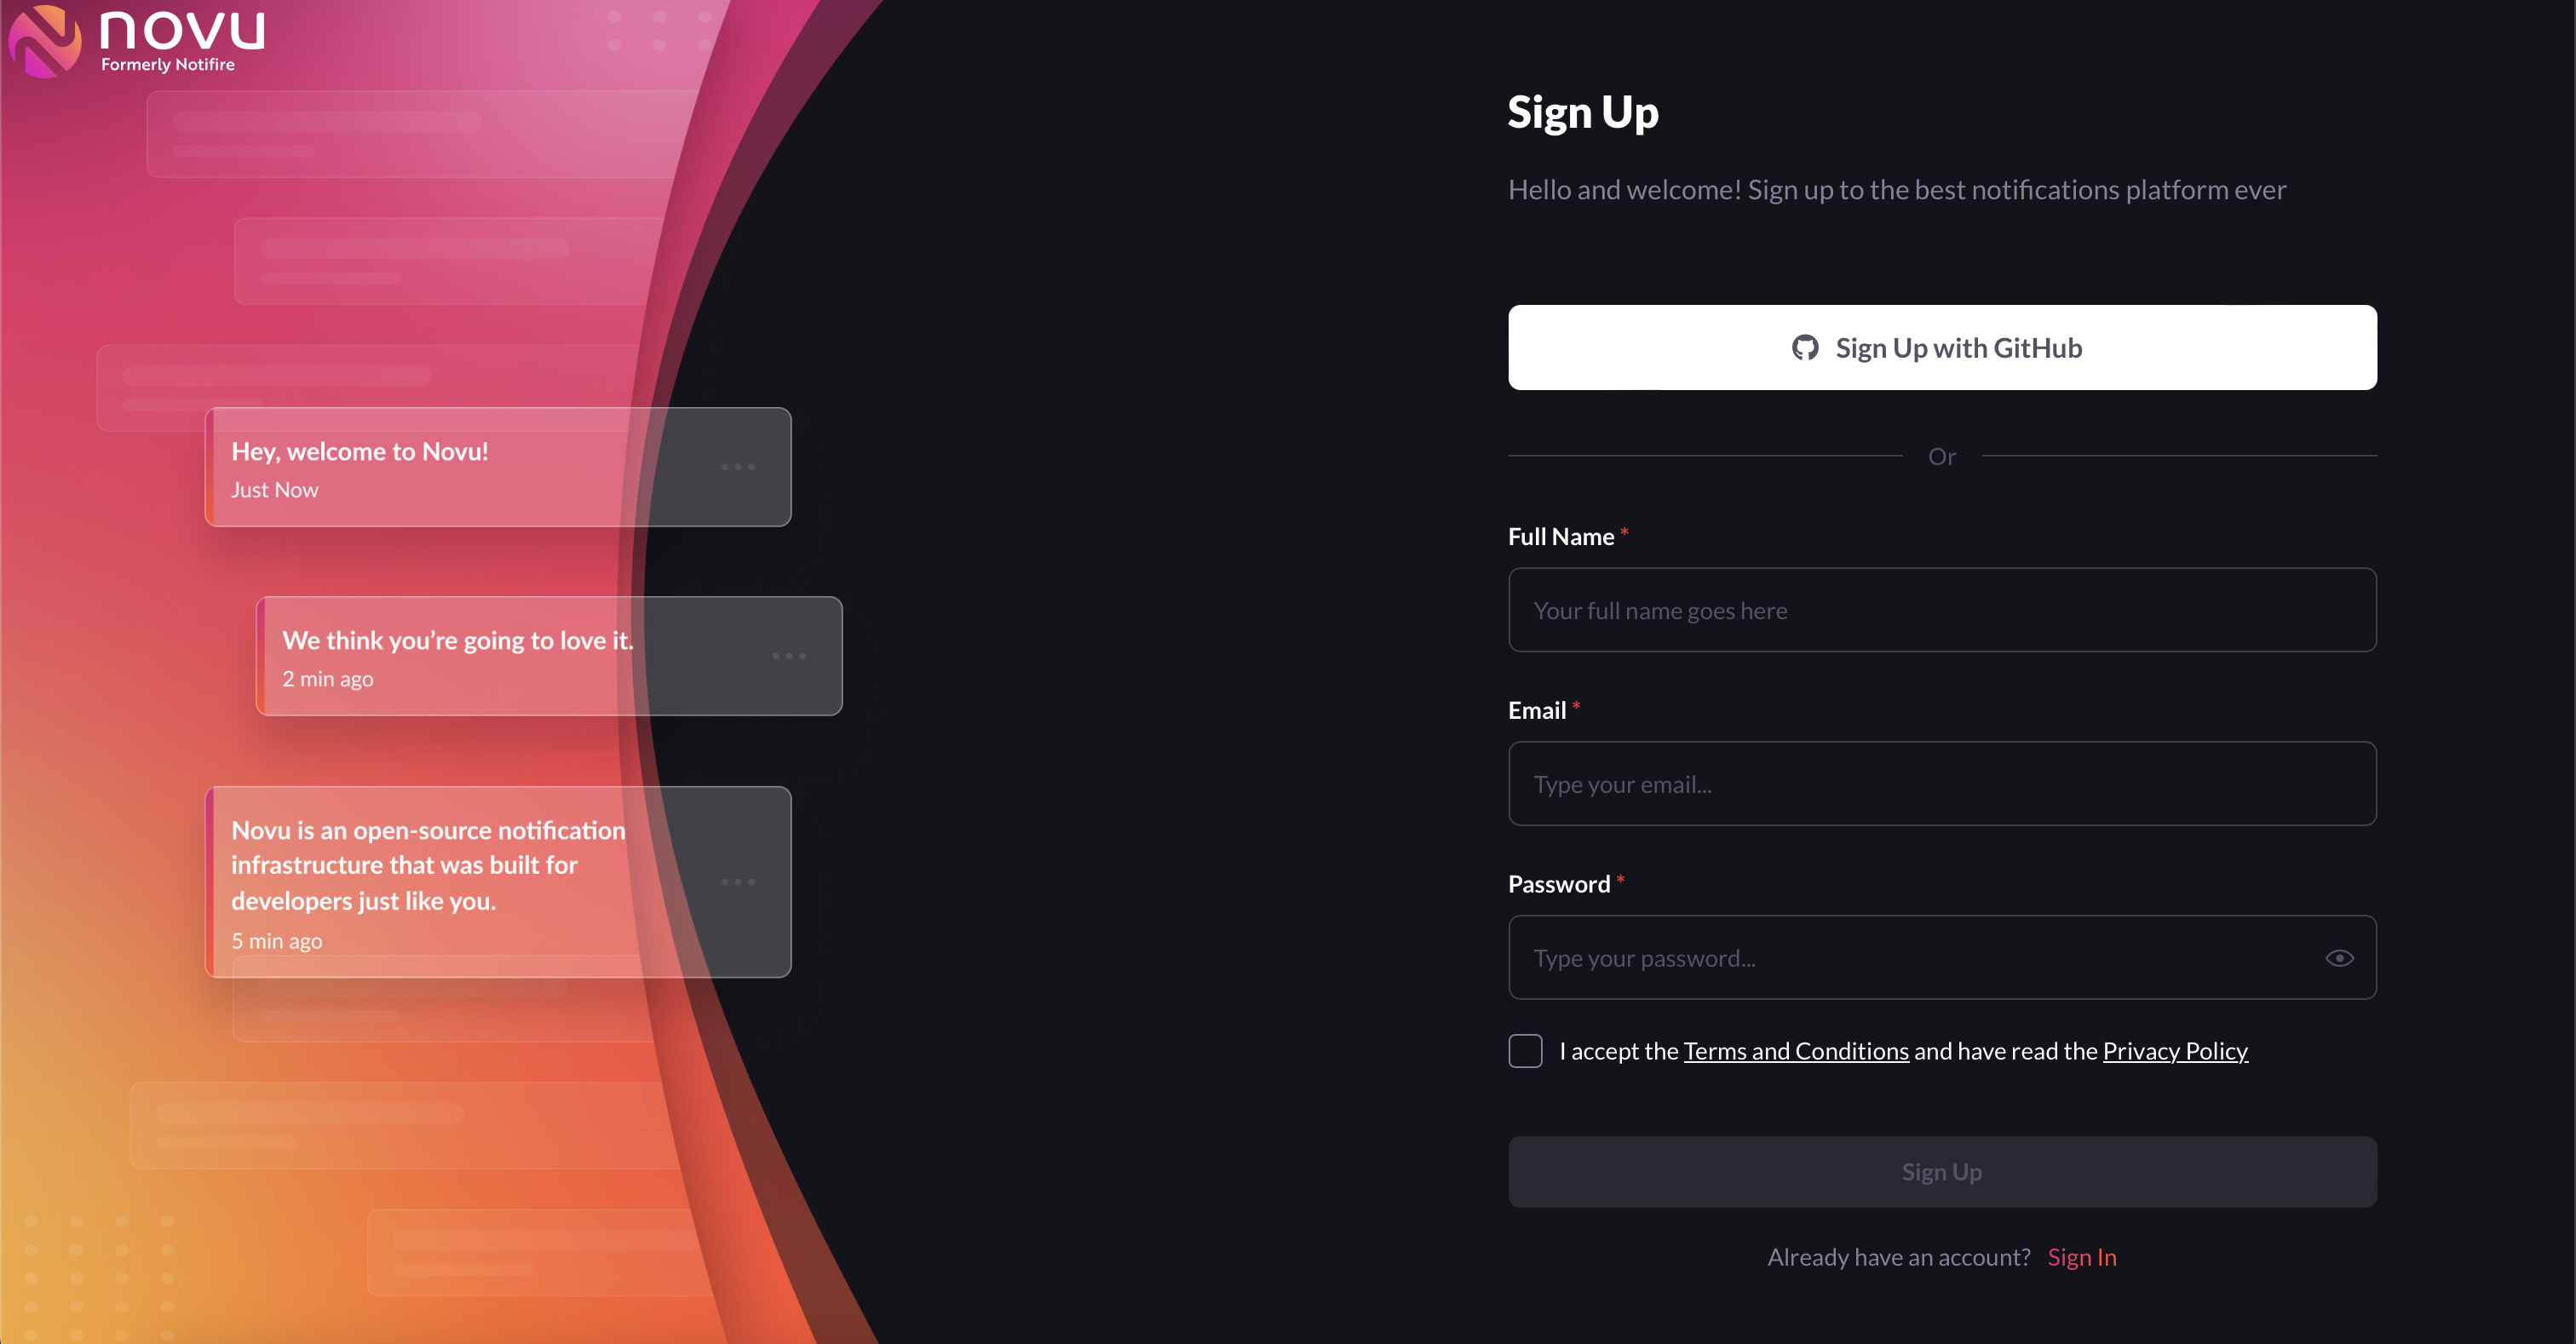 novu
Formerly Notifire
Hey, welcome to Novu!
Just Now
We think you’re going to love it.
2 min ago
Novu is an open-source notification
infrastructure that was built for
developers just like you.
5 min ago
Sign Up
Hello and welcome! Sign up to the best notifications platform ever
Sign Up with GitHub
Or
Full Name *
Your full name goes here
Email *
Type your email...
Password *
Type your password...
I accept the Terms and Conditions and have read the Privacy Policy
Sign Up
Already have an account? Sign In